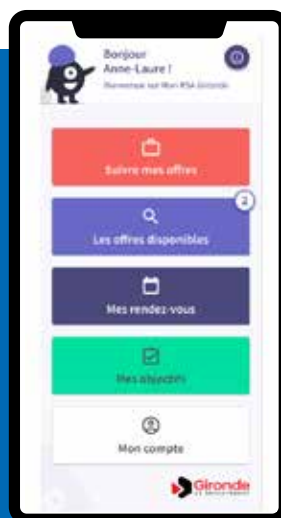 Bonjour
Anne-Laure !
Bienvenue sur Mon RSA Gironde
Suivre mes offres
2
Les offres disponibles
Mes rendez-vous
Mes objectifs
Mon compte
Gironde